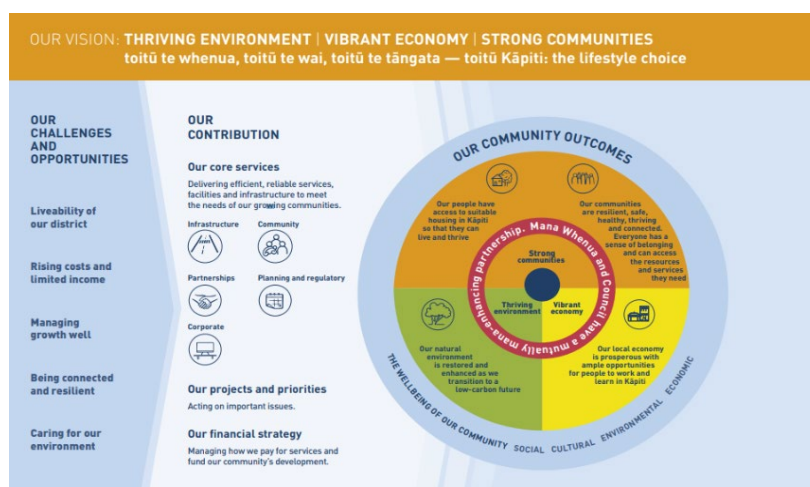 OUR VISION: THRIVING ENVIRONMENT | VIBRANT ECONOMY | STRONG COMMUNITIES
toitū te whenua, toitū te wai, toitū te tāngata — toitū Kāpiti: the lifestyle choice
OUR
CHALLENGES
AND
OPPORTUNITIES
Liveability of
our district
Rising costs and
limited income
Managing
growth well
Being connected
and resilient
Caring for our
environment
OUR
CONTRIBUTION
Our core services
Delivering efficient, reliable services,
facilities and infrastructure to meet
the needs of our growing communities.
Infrastructure
Community
Partnerships
Planning and regulatory
Corporate
Our projects and priorities
Acting on important issues.
Our financial strategy
Managing how we pay for services and
fund our community's development.
OUR COMMUNITY OUTCOMES
Our people have
access to suitable
housing in Kāpiti
so that they can
live and thrive
Our communities
are resilient, safe,
healthy, thriving
and connected.
Everyone has a
sense of belonging
and can access
the resources
and services
they need
Mana Whenua and Council have a mutually mana-enhancing partnership.
Strong
communities
Thriving
environment
Vibrant
economy
Our natural
environment
is restored and
enhanced as we
transition to a
low-carbon future
Our local economy
is prosperous with
ample opportunities
for people to work and
learn in Kāpiti
THE WELLBEING OF OUR COMMUNITY SOCIAL CULTURAL ENVIRONMENTAL ECONOMIC